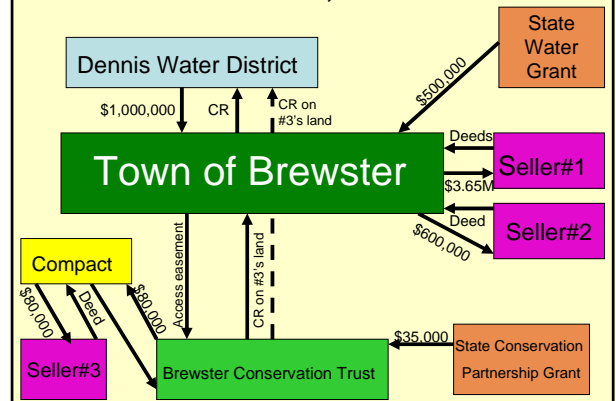 State
Water
Grant
Dennis Water District
$500,000
$1,000,000
CR
CR on
#3's land
Town of Brewster
Deeds
Seller#1
$3.65M
Deed
Seller#2
$600,000
Compact
Access easement
CR on #3's land
$80,000
Deed
$80,000
Seller#3
Brewster Conservation Trust
$35,000
State Conservation
Partnership Grant